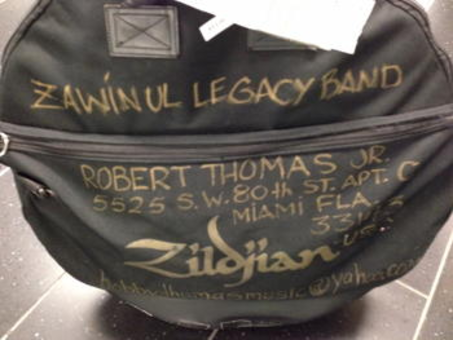 ZAWINUL LEGACY BAND
ROBERT THOMAS JR.
5525 S.W. 80th ST. APT. C
MIAMI FLA.
Zildjian